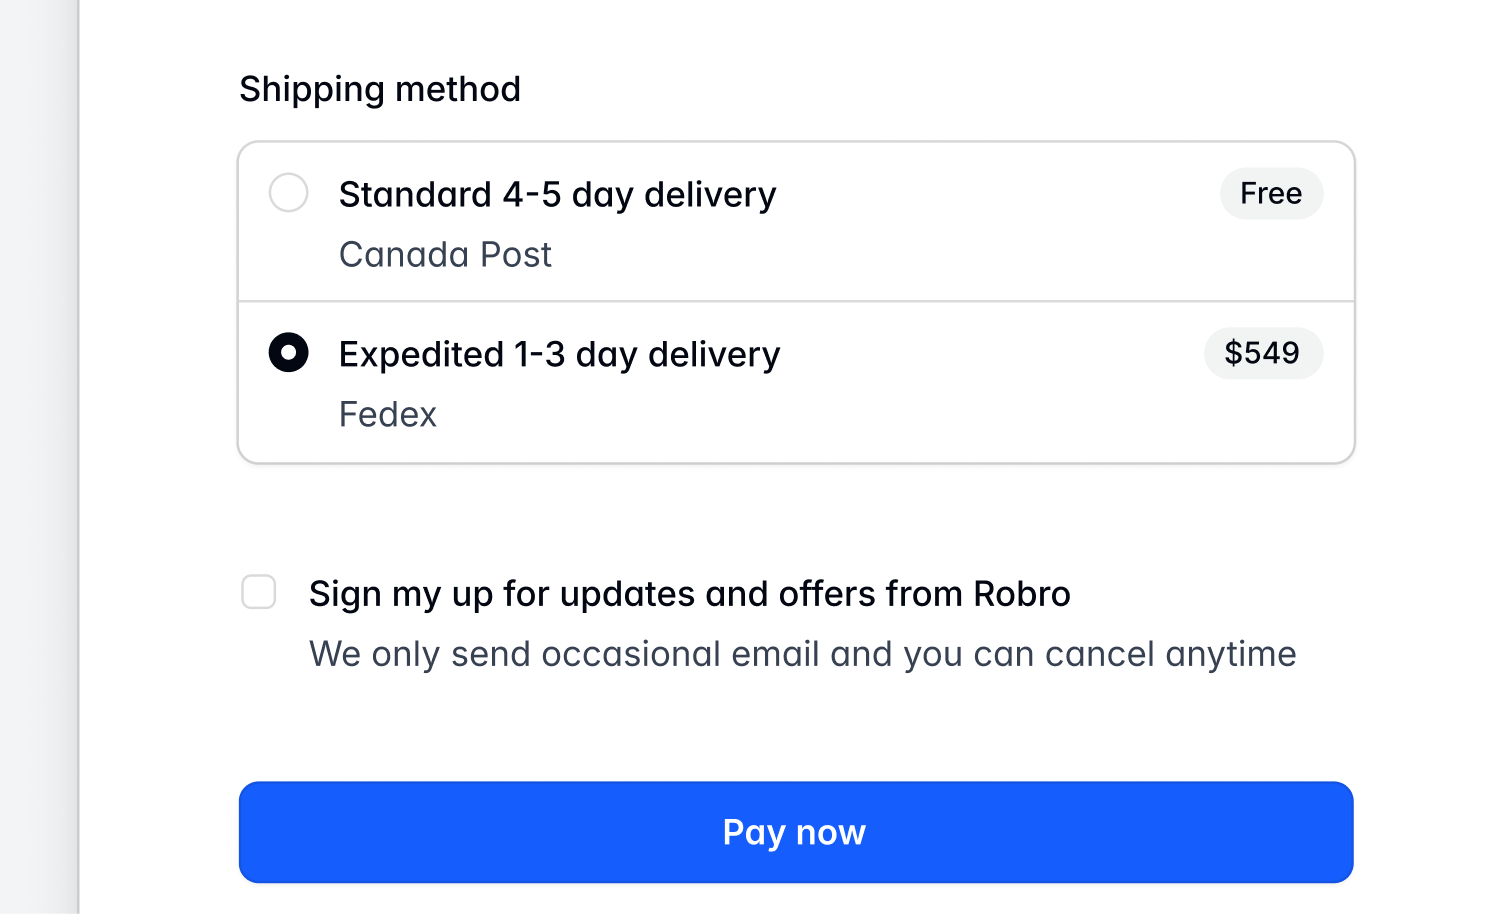 Shipping method
Standard 4-5 day delivery
Free
Canada Post
Expedited 1-3 day delivery
$549
Fedex
Sign my up for updates and offers from Robro
We only send occasional email and you can cancel anytime
Pay now